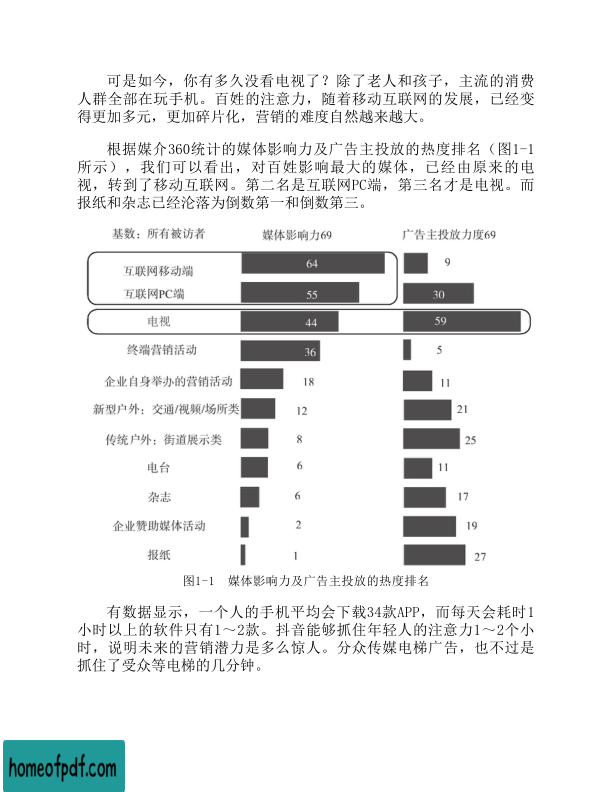 可是如今，你有多久没看电视了？除了老人和孩子，主流的消费
人群全部在玩手机。百姓的注意力，随着移动互联网的发展，已经变
得更加多元，更加碎片化，营销的难度自然越来越大。
根据媒介360统计的媒体影响力及广告主投放的热度排名（图1-1
所示），我们可以看出，对百姓影响最大的媒体，已经由原来的电
视，转到了移动互联网。第二名是互联网PC端，第三名才是电视。而
报纸和杂志已经沦落为倒数第一和倒数第三。
基数：所有被访者 媒体影响力69 广告主投放力度69
互联网移动端 64 9
互联网PC端 55 30
电视 44 59
终端营销活动 36 5
企业自身举办的营销活动 18 11
新型户外：交通/视频/场所类 12 21
传统户外：街道展示类 8 25
电台 6 11
杂志 6 17
企业赞助媒体活动 2 19
报纸 1 27
图1-1 媒体影响力及广告主投放的热度排名
有数据显示，一个人的手机平均会下载34款APP，而每天会耗时1
小时以上的软件只有1～2款。抖音能够抓住年轻人的注意力1～2个小
时，说明未来的营销潜力是多么惊人。分众传媒电梯广告，也不过是
抓住了受众等电梯的几分钟。
homeofpdf.com